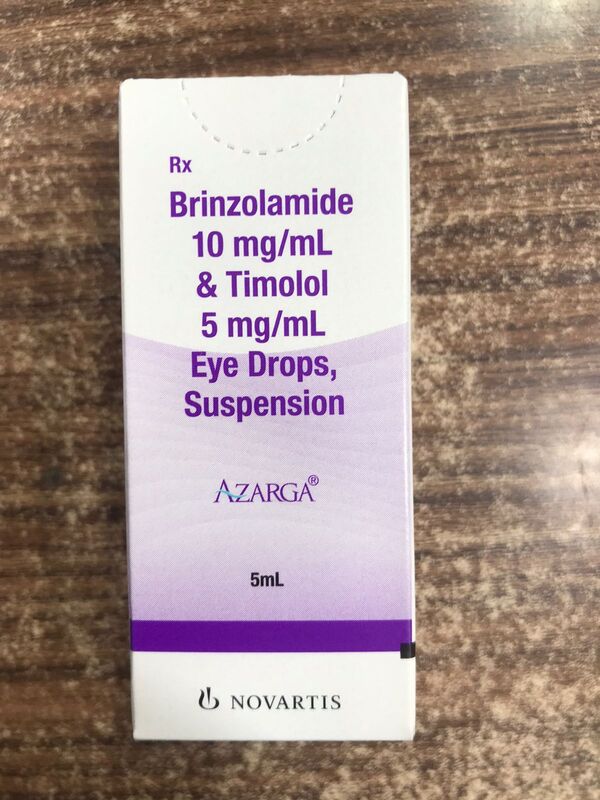 Rx
Brinzolamide
10 mg/mL
& Timolol
5 mg/mL
Eye Drops,
Suspension
AZARGA®
5mL
NOVARTIS